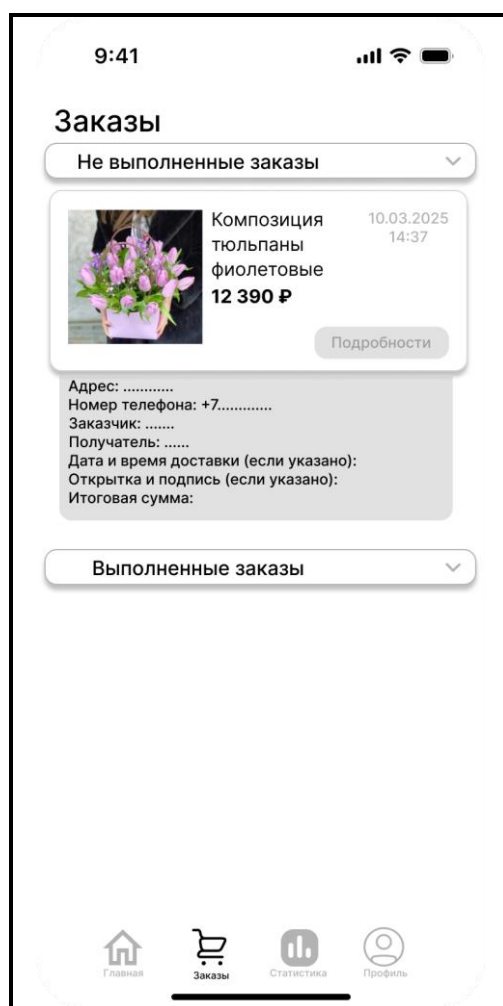 9:41
Заказы
Не выполненные заказы
Композиция
тюльпаны
фиолетовые
12 390 ₽
10.03.2025
14:37
Подробности
Адрес: ............
Номер телефона: +7.............
Заказчик: .......
Получатель: ......
Дата и время доставки (если указано):
Открытка и подпись (если указано):
Итоговая сумма:
Выполненные заказы
Главная
Заказы
Статистика
Профиль